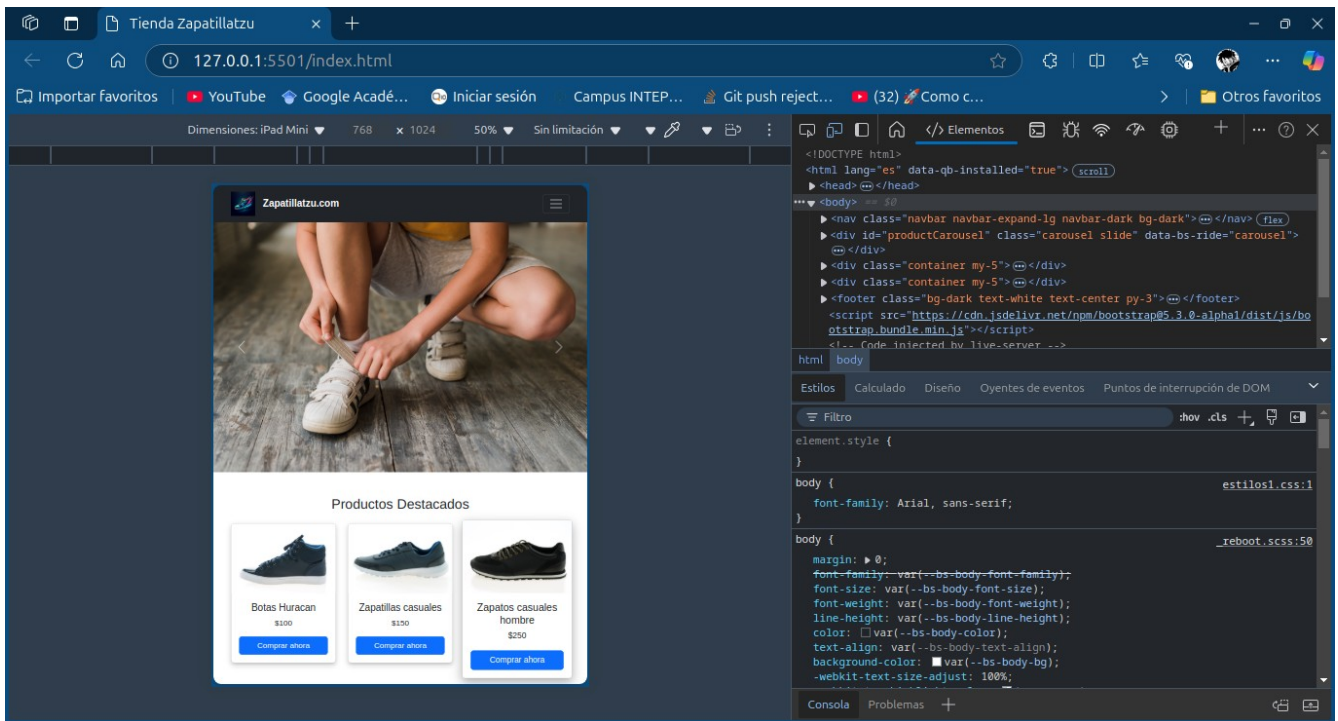 Tienda Zapatillatzu
127.0.0.1:5501/index.html
Importar favoritos YouTube Google Acadé... Iniciar sesión Campus INTEP... Git push reject... (32) 🚀Como c... Otros favoritos
Dimensiones: iPad Mini 768 x 1024 50% Sin limitación
Elementos
<!DOCTYPE html>
<html lang="es" data-qb-installed="true"> scroll
<head> </head>
<body> == $0
<nav class="navbar navbar-expand-lg navbar-dark bg-dark"> </nav> flex
<div id="productCarousel" class="carousel slide" data-bs-ride="carousel">
</div>
<div class="container my-5"> </div>
<div class="container my-5"> </div>
<footer class="bg-dark text-white text-center py-3"> </footer>
<script src="https://cdn.jsdelivr.net/npm/bootstrap@5.3.0-alpha1/dist/js/bo
otstrap.bundle.min.js"></script>
<!-- Code injected by live-server -->
html body
Estilos Calculado Diseño Oyentes de eventos Puntos de interrupción de DOM
Filtro :hov .cls
element.style {
}
body { estilos1.css:1
font-family: Arial, sans-serif;
}
body { _reboot.scss:50
margin: 0;
font-family: var(--bs-body-font-family);
font-size: var(--bs-body-font-size);
font-weight: var(--bs-body-font-weight);
line-height: var(--bs-body-line-height);
color: var(--bs-body-color);
text-align: var(--bs-body-text-align);
background-color: var(--bs-body-bg);
-webkit-text-size-adjust: 100%;
Consola Problemas
Zapatillatzu.com
Productos Destacados
Botas Huracan
$100
Comprar ahora
Zapatillas casuales
$150
Comprar ahora
Zapatos casuales
hombre
$250
Comprar ahora